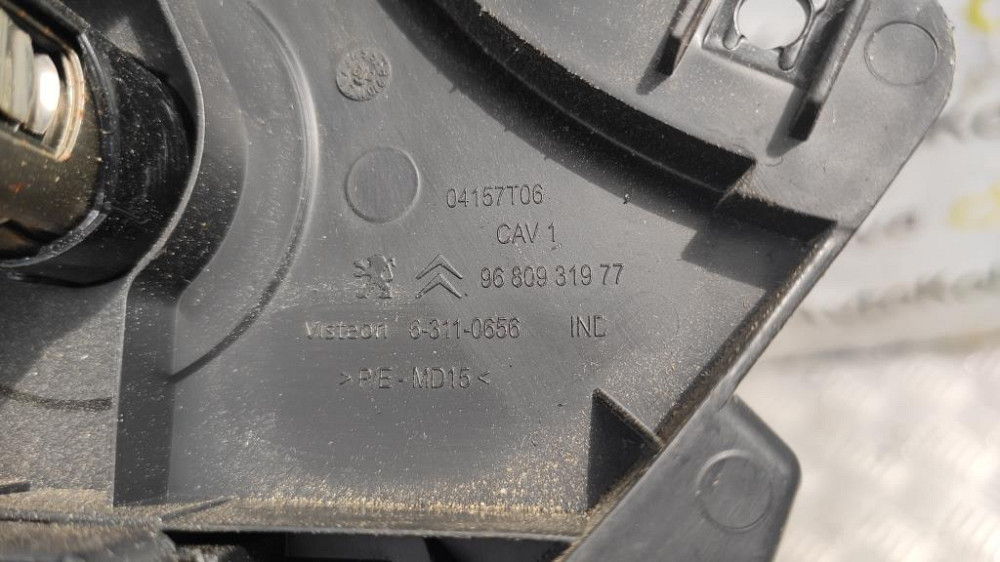 04157T06
CAV 1
96 809 319 77
Visteon 6-311-0656 IND
> P/E - MD15 <